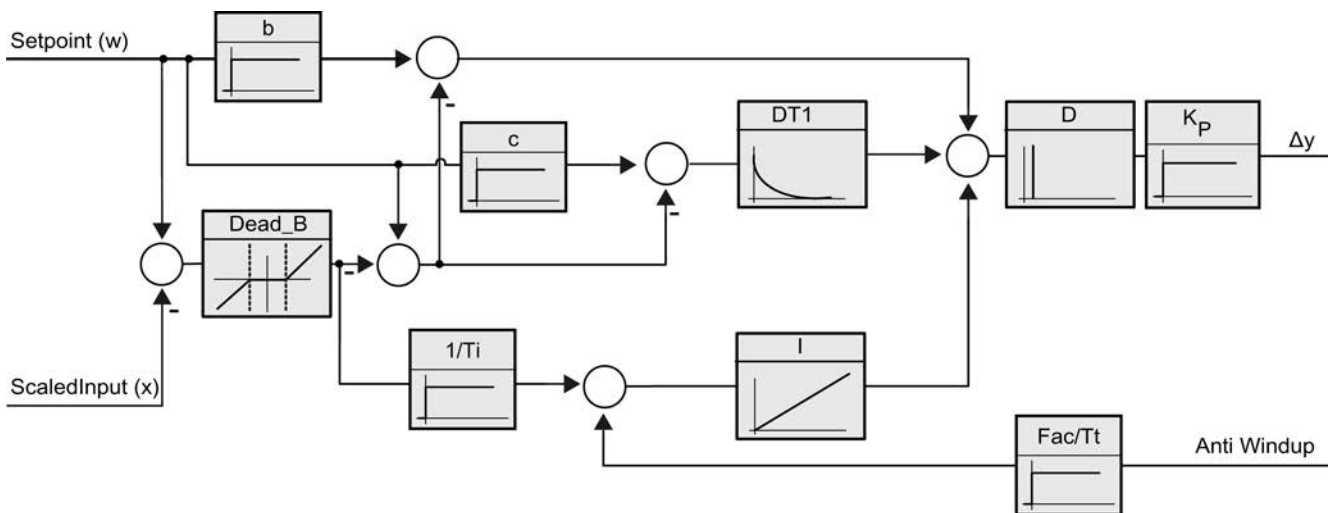 Setpoint (w)
b
-
c
DT1
D
K_P
Δy
-
Dead_B
-
-
ScaledInput (x)
1/Ti
I
Fac/Tt
Anti Windup